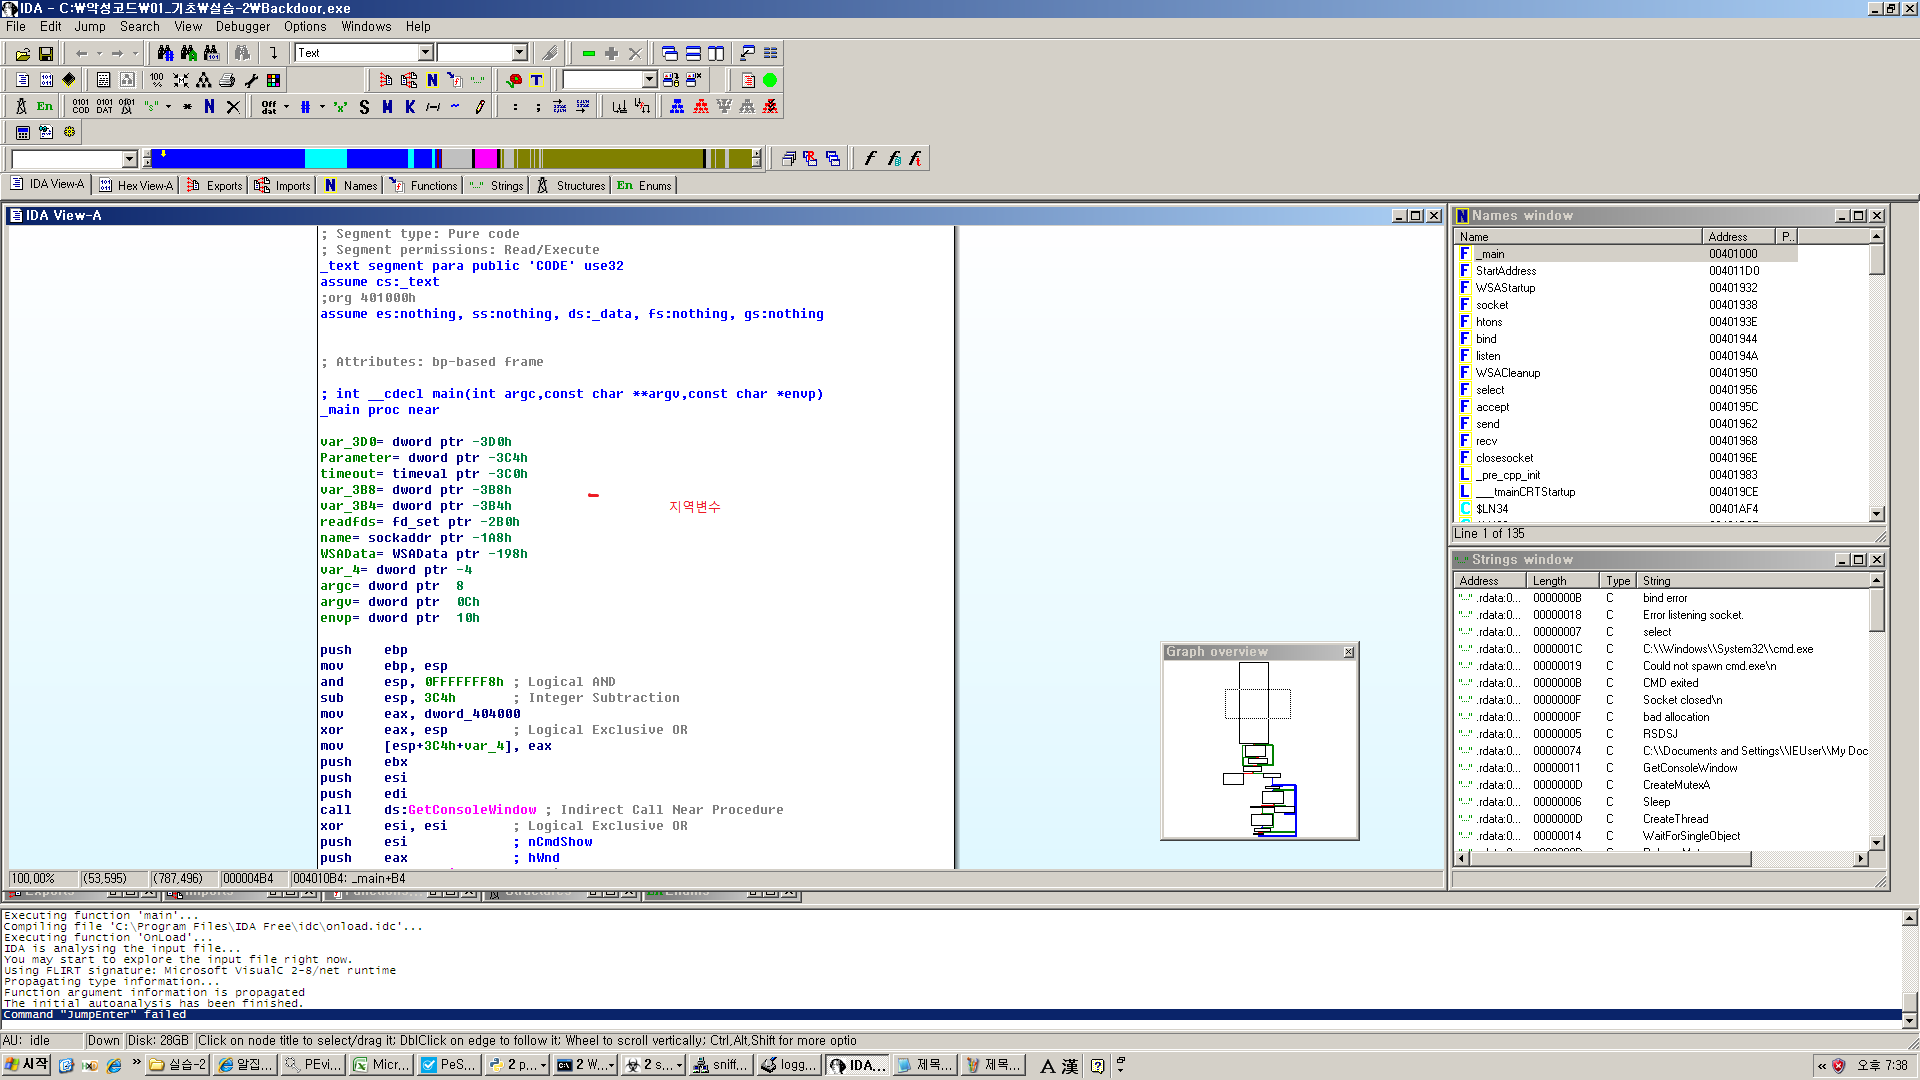 IDA - C:₩악성코드₩01_기초₩실습-2₩Backdoor.exe
File Edit Jump Search View Debugger Options Windows Help
Text
En
IDA View-A Hex View-A Exports Imports Names Functions Strings Structures En Enums
IDA View-A
; Segment type: Pure code
; Segment permissions: Read/Execute
_text segment para public 'CODE' use32
assume cs:_text
;org 401000h
assume es:nothing, ss:nothing, ds:_data, fs:nothing, gs:nothing
; Attributes: bp-based frame
; int __cdecl main(int argc,const char **argv,const char *envp)
_main proc near
var_3D0= dword ptr -3D0h
Parameter= dword ptr -3C4h
timeout= timeval ptr -3C0h
var_3B8= dword ptr -3B8h
var_3B4= dword ptr -3B4h
지역변수
readfds= fd_set ptr -2B0h
name= sockaddr ptr -1A8h
WSAData= WSAData ptr -198h
var_4= dword ptr -4
argc= dword ptr 8
argv= dword ptr 0Ch
envp= dword ptr 10h
push ebp
mov ebp, esp
and esp, 0FFFFFFF8h ; Logical AND
sub esp, 3C4h ; Integer Subtraction
mov eax, dword_404000
xor eax, esp ; Logical Exclusive OR
mov [esp+3C4h+var_4], eax
push ebx
push esi
push edi
call ds:GetConsoleWindow ; Indirect Call Near Procedure
xor esi, esi ; Logical Exclusive OR
push esi ; nCmdShow
push eax ; hWnd
Graph overview
100,00% (53,595) (787,496) 000004B4 004010B4: _main+B4
Names window
Name Address P..
F _main 00401000
F StartAddress 004011D0
F WSAStartup 00401932
F socket 00401938
F htons 0040193E
F bind 00401944
F listen 0040194A
F WSACleanup 00401950
F select 00401956
F accept 0040195C
F send 00401962
F recv 00401968
F closesocket 0040196E
L _pre_cpp_init 00401983
L ___tmainCRTStartup 004019CE
C $LN34 00401AF4
Line 1 of 135
Strings window
Address Length Type String
.rdata:0... 0000000B C bind error
.rdata:0... 00000018 C Error listening socket.
.rdata:0... 00000007 C select
.rdata:0... 0000001C C C:\\Windows\\System32\\cmd.exe
.rdata:0... 00000019 C Could not spawn cmd.exe\n
.rdata:0... 0000000B C CMD exited
.rdata:0... 0000000F C Socket closed\n
.rdata:0... 0000000F C bad allocation
.rdata:0... 00000005 C RSDSJ
.rdata:0... 00000074 C C:\\Documents and Settings\\IEUser\\My Doc
.rdata:0... 00000011 C GetConsoleWindow
.rdata:0... 0000000D C CreateMutexA
.rdata:0... 00000006 C Sleep
.rdata:0... 0000000D C CreateThread
.rdata:0... 00000014 C WaitForSingleObject
Executing function 'main'...
Compiling file 'C:\Program Files\IDA Free\idc\onload.idc'...
Executing function 'OnLoad'...
IDA is analysing the input file...
You may start to explore the input file right now.
Using FLIRT signature: Microsoft VisualC 2-8/net runtime
Propagating type information...
Function argument information is propagated
The initial autoanalysis has been finished.
Command "JumpEnter" failed
AU: idle Down Disk: 28GB Click on node title to select/drag it; DblClick on edge to follow it; Wheel to scroll vertically; Ctrl,Alt,Shift for more optio
시작 » 실습-2 알집... PEvi... Micr... PeS... 2 p... 2 W... 2 s... sniff... logg... IDA... 제목... 제목... A 漢 « 오후 7:38